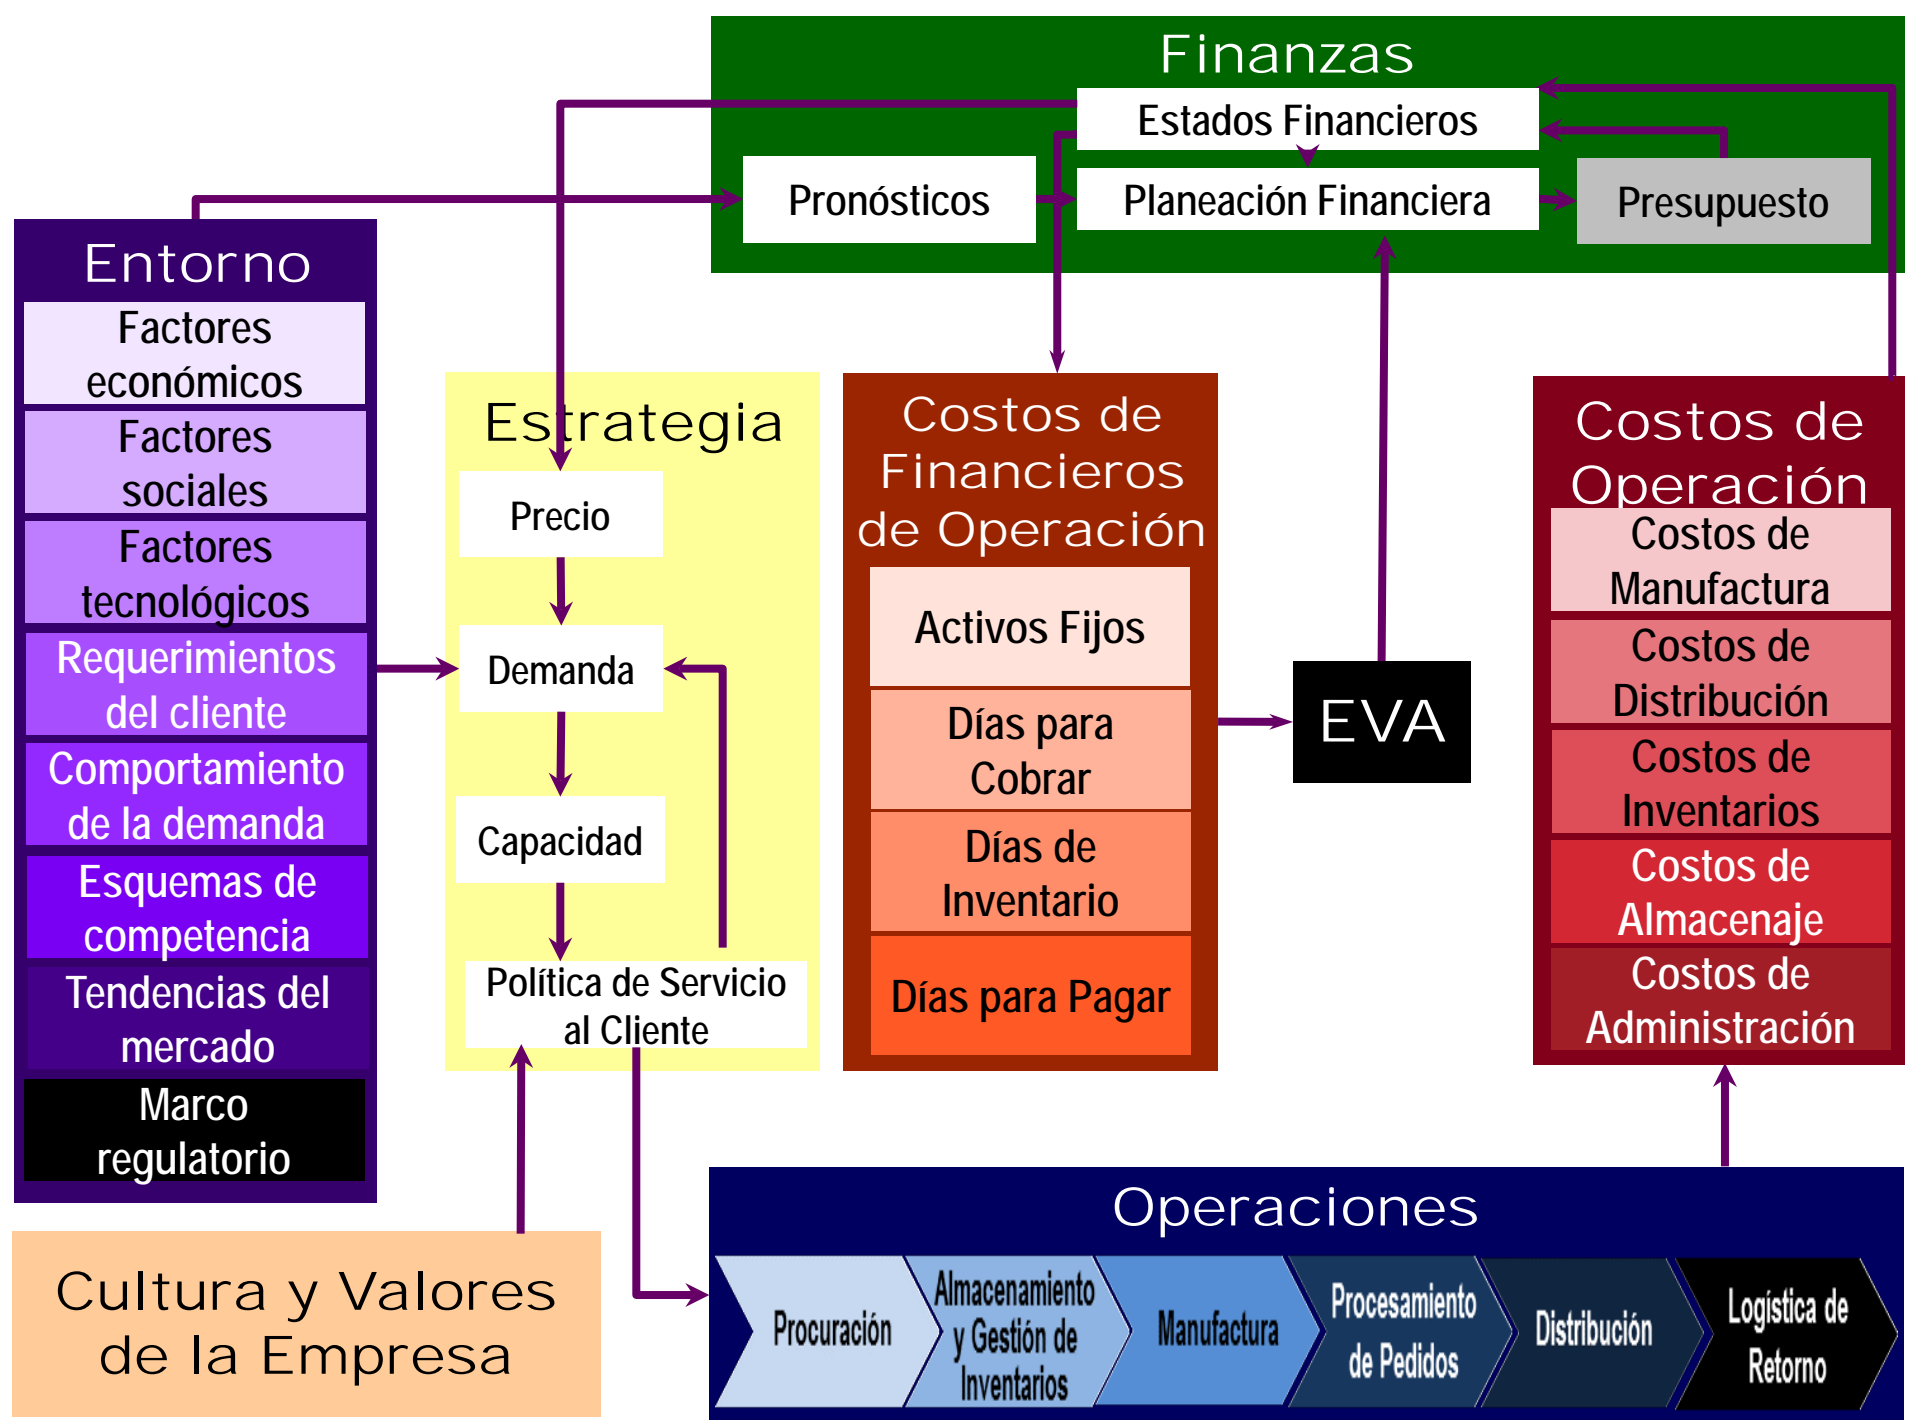 Finanzas
Estados Financieros
Pronósticos
Planeación Financiera
Presupuesto
Entorno
Factores
económicos
Factores
sociales
Factores
tecnológicos
Requerimientos
del cliente
Comportamiento
de la demanda
Esquemas de
competencia
Tendencias del
mercado
Marco
regulatorio
Estrategia
Precio
Demanda
Capacidad
Política de Servicio
al Cliente
Costos de
Financieros
de Operación
Activos Fijos
Días para
Cobrar
Días de
Inventario
Días para Pagar
EVA
Costos de
Operación
Costos de
Manufactura
Costos de
Distribución
Costos de
Inventarios
Costos de
Almacenaje
Costos de
Administración
Cultura y Valores
de la Empresa
Operaciones
Procuración
Almacenamiento
y Gestión de
Inventarios
Manufactura
Procesamiento
de Pedidos
Distribución
Logística de
Retorno